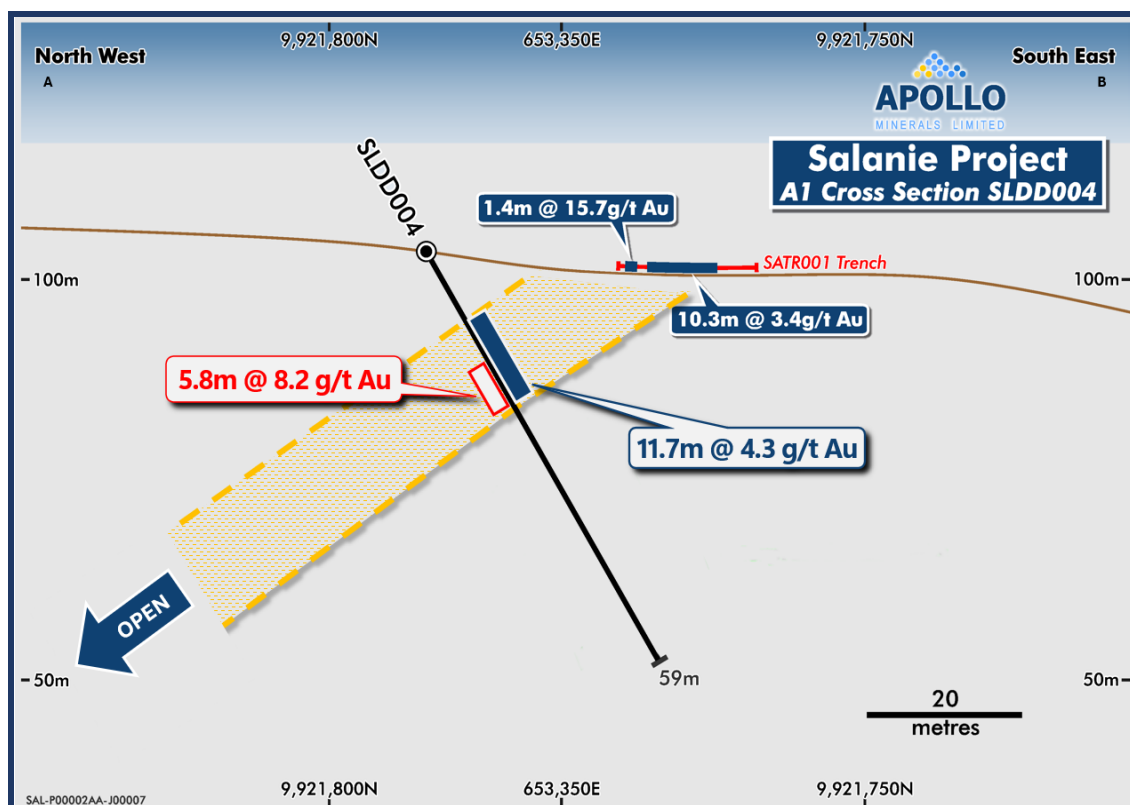 9,921,800N
653,350E
9,921,750N
North West
South East
A
B
APOLLO
MINERALS LIMITED
Salanie Project
A1 Cross Section SLDD004
SLDD004
1.4m @ 15.7g/t Au
SATR001 Trench
100m
100m
10.3m @ 3.4g/t Au
5.8m @ 8.2 g/t Au
11.7m @ 4.3 g/t Au
OPEN
50m
59m
50m
20
metres
9,921,800N
653,350E
9,921,750N
SAL-P00002AA-J00007